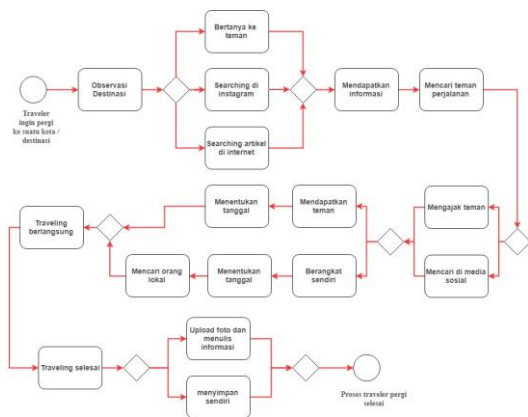 Bertanya ke
teman
Observasi
Destinasi
Searching di
instagram
Mendapatkan
informasi
Mencari teman
perjalanan
Traveler
ingin pergi
ke suatu kota /
destinasi
Searching artikel
di internet
Traveling
berlangsung
Menentukan
tanggal
Mendapatkan
teman
Mengajak teman
Mencari orang
lokal
Menentukan
tanggal
Berangkat
sendiri
Mencari di media
sosial
Upload foto dan
menulis
informasi
Traveling selesai
menyimpan
sendiri
Proses traveler pergi
selesai